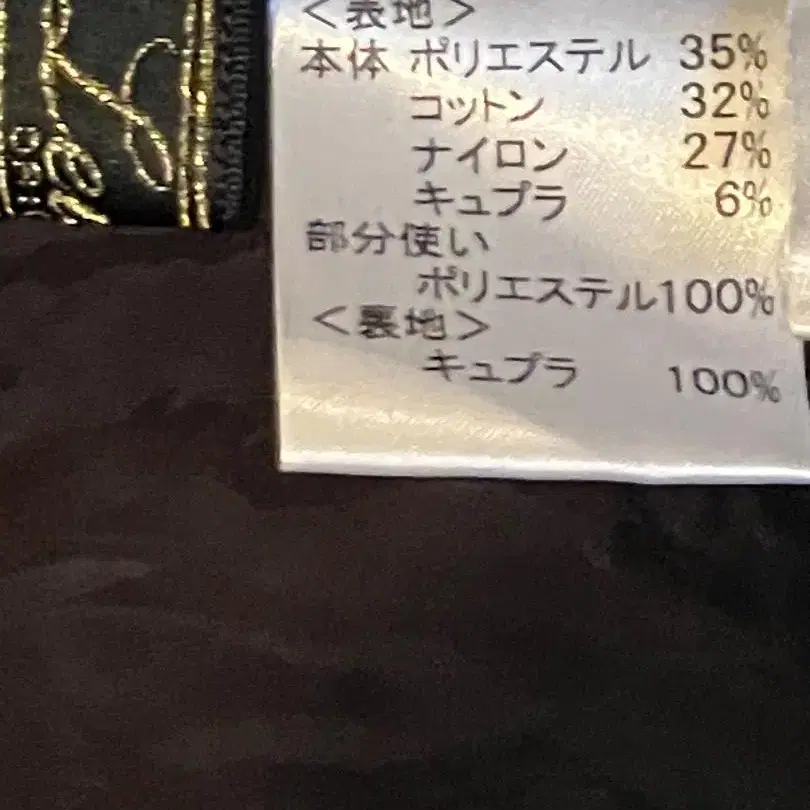 ＜表地＞
本体 ポリエステル 35%
コットン 32%
ナイロン 27%
キュプラ 6%
部分使い
ポリエステル100%
＜裏地＞
キュプラ 100%